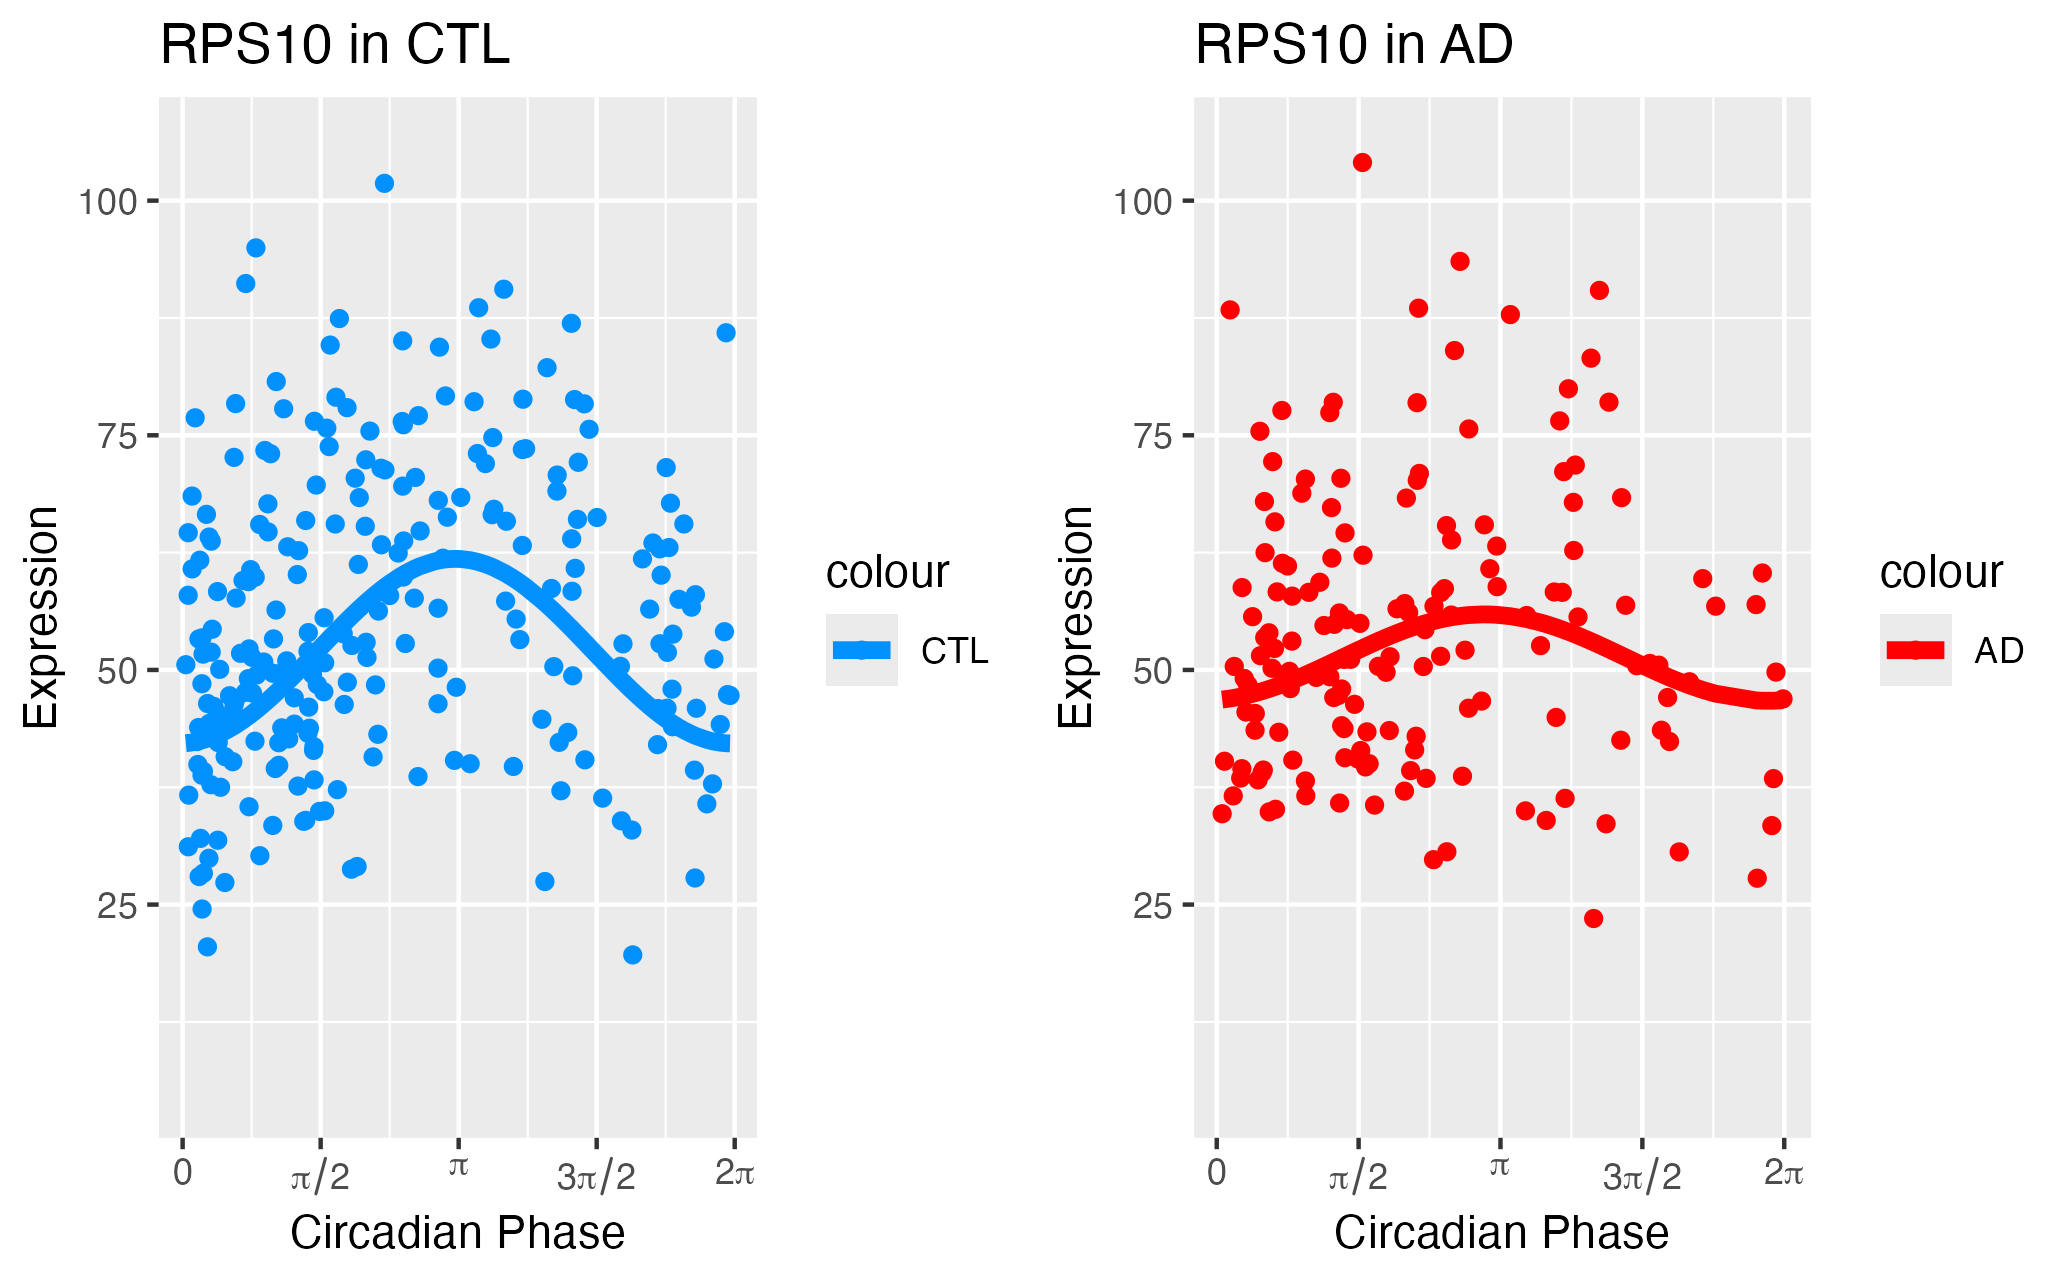 RPS10 in CTL
100
75
50
25
Expression
0 π/2 π 3π/2 2π
Circadian Phase
colour
CTL
RPS10 in AD
100
75
50
25
Expression
0 π/2 π 3π/2 2π
Circadian Phase
colour
AD